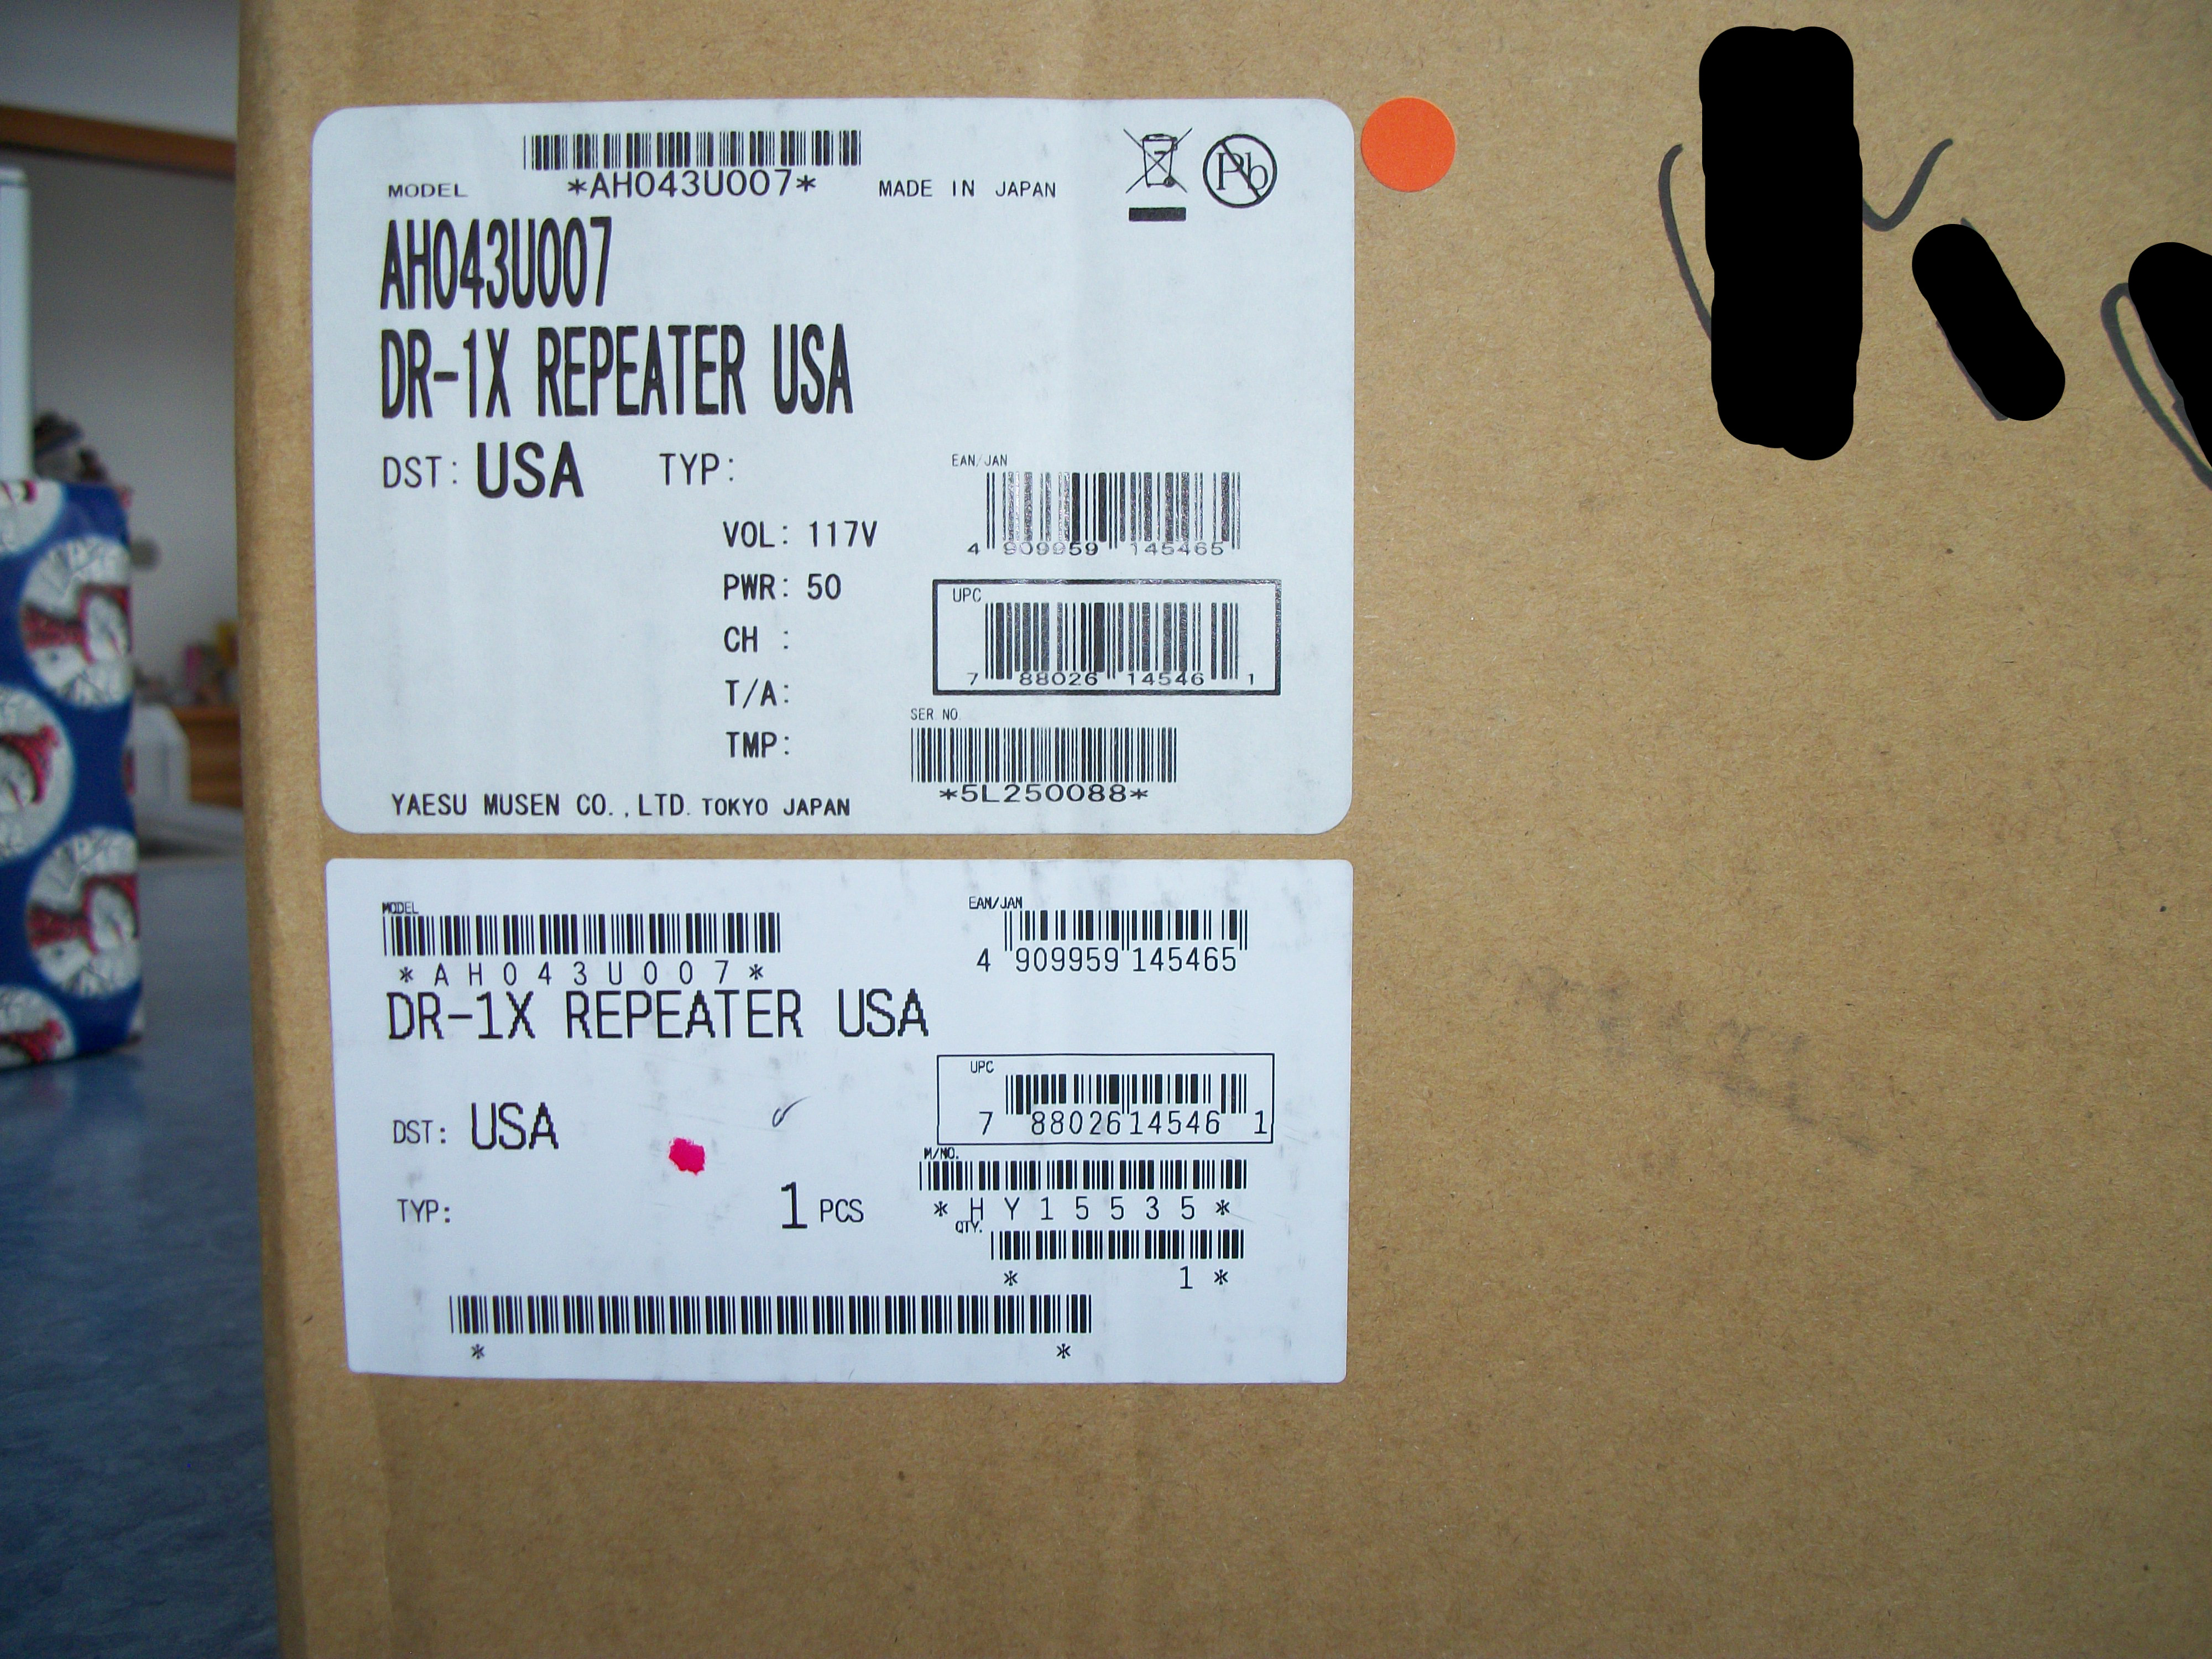 *AH043U007*
MODEL MADE IN JAPAN
Pb
AH043U007
DR-1X REPEATER USA
DST: USA TYP:
EAN/JAN
4 909959 145465
VOL: 117V
PWR: 50
CH :
T/A:
TMP:
UPC
7 88026 14546 1
SER NO.
*5L250088*
YAESU MUSEN CO.,LTD. TOKYO JAPAN
MODEL
*AH043U007*
EAN/JAN
4 909959 145465
DR-1X REPEATER USA
UPC
7 88026 14546 1
DST: USA
M/NO.
*HY15535*
TYP:
1 PCS
QTY.
* 1 *
* *